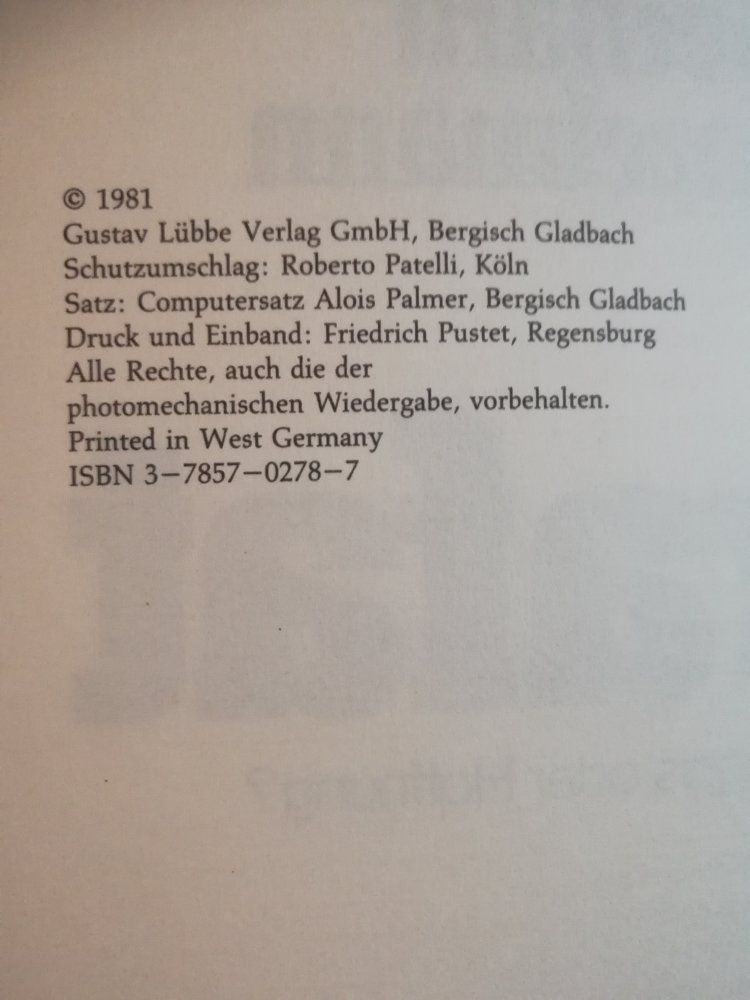 © 1981
Gustav Lübbe Verlag GmbH, Bergisch Gladbach
Schutzumschlag: Roberto Patelli, Köln
Satz: Computersatz Alois Palmer, Bergisch Gladbach
Druck und Einband: Friedrich Pustet, Regensburg
Alle Rechte, auch die der
photomechanischen Wiedergabe, vorbehalten.
Printed in West Germany
ISBN 3–7857–0278–7